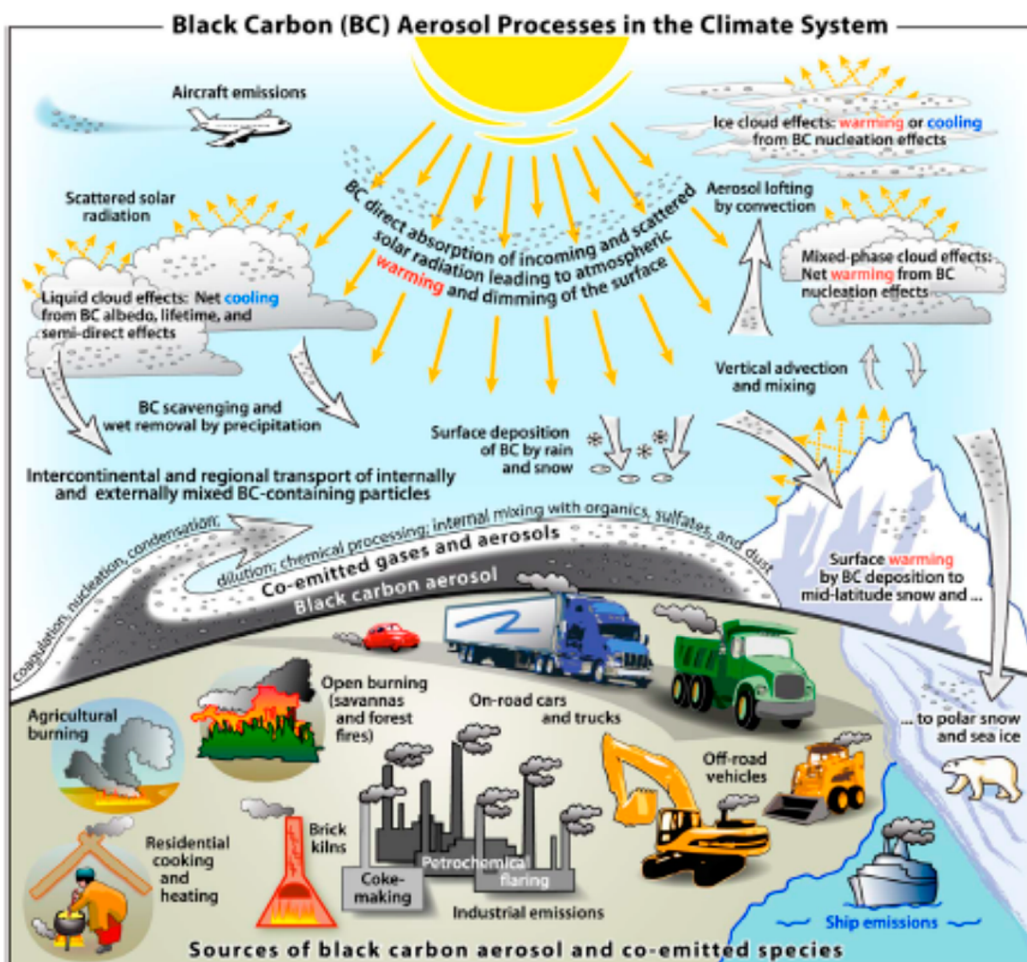 Black Carbon (BC) Aerosol Processes in the Climate System
Aircraft emissions
Ice cloud effects: warming or cooling
from BC nucleation effects
Scattered solar
radiation
BC direct absorption of incoming and scattered
solar radiation leading to atmospheric
warming and dimming of the surface
Aerosol lofting
by convection
Mixed-phase cloud effects:
Net warming from BC
nucleation effects
Liquid cloud effects: Net cooling
from BC albedo, lifetime, and
semi-direct effects
Vertical advection
and mixing
BC scavenging and
wet removal by precipitation
Surface deposition
of BC by rain
and snow
Intercontinental and regional transport of internally
and externally mixed BC-containing particles
coagulation, nucleation, condensation;
dilution; chemical processing; internal mixing with organics, sulfates, and dust
Co-emitted gases and aerosols
Black carbon aerosol
Surface warming
by BC deposition to
mid-latitude snow and ...
... to polar snow
and sea ice
Agricultural
burning
Open burning
(savannas
and forest
fires)
On-road cars
and trucks
Off-road
vehicles
Residential
cooking
and
heating
Brick
kilns
Coke-
making
Petrochemical
flaring
Industrial emissions
Ship emissions
Sources of black carbon aerosol and co-emitted species